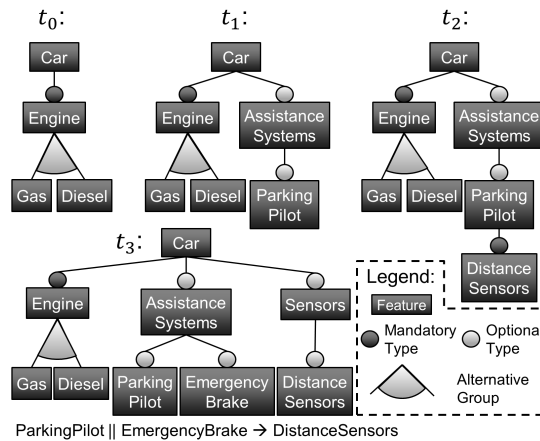 t₀:
t₁:
t₂:
Car
Car
Car
Engine
Engine
Assistance
Systems
Engine
Assistance
Systems
Gas
Diesel
Gas
Diesel
Parking
Pilot
Gas
Diesel
Parking
Pilot
Distance
Sensors
t₃:
Car
Engine
Assistance
Systems
Sensors
Gas
Diesel
Parking
Pilot
Emergency
Brake
Distance
Sensors
Legend:
Feature
Mandatory
Type
Optiona
Type
Alternative
Group
ParkingPilot || EmergencyBrake → DistanceSensors